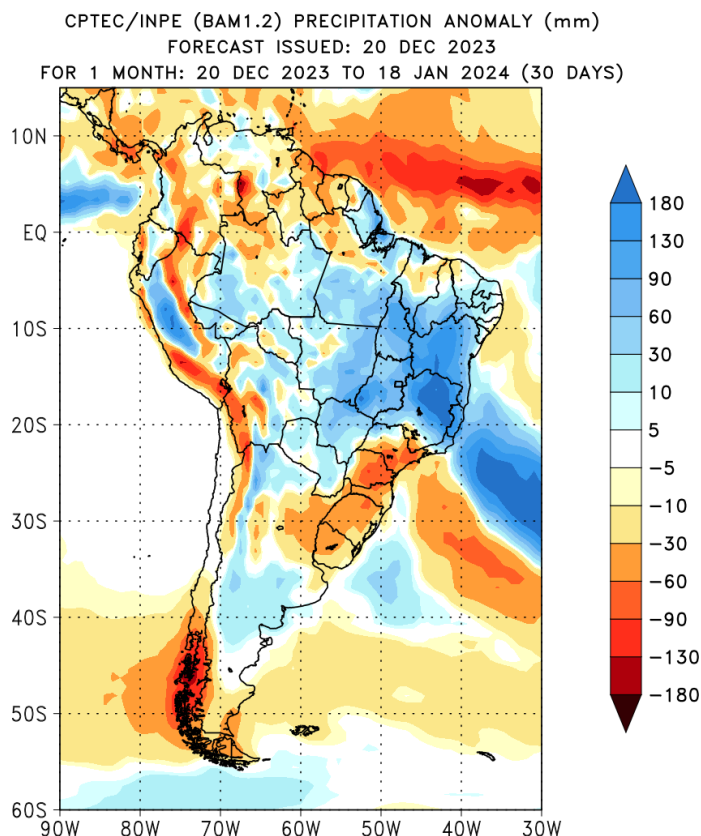 CPTEC/INPE (BAM1.2) PRECIPITATION ANOMALY (mm)
FORECAST ISSUED: 20 DEC 2023
FOR 1 MONTH: 20 DEC 2023 TO 18 JAN 2024 (30 DAYS)
10N
EQ
10S
20S
30S
40S
50S
60S
90W 80W 70W 60W 50W 40W 30W
180
130
90
60
30
10
5
−5
−10
−30
−60
−90
−130
−180